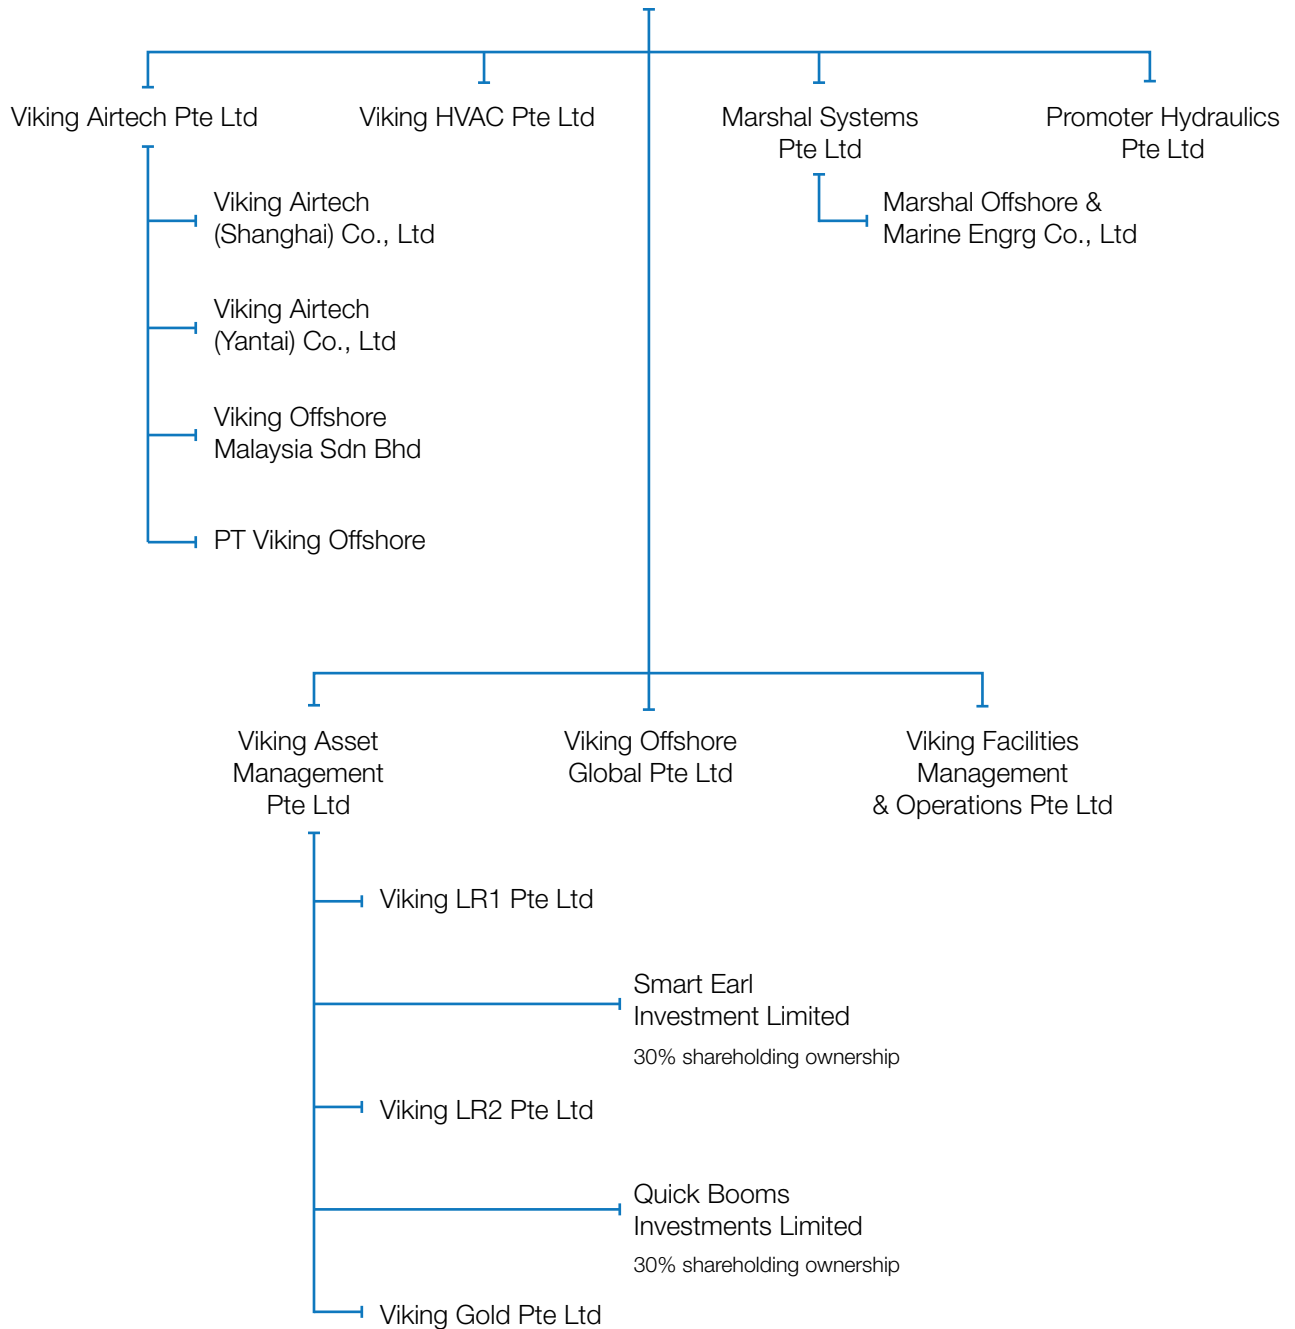 Viking Airtech Pte Ltd
Viking HVAC Pte Ltd
Marshal Systems
Pte Ltd
Promoter Hydraulics
Pte Ltd
Viking Airtech
(Shanghai) Co., Ltd
Marshal Offshore &
Marine Engrg Co., Ltd
Viking Airtech
(Yantai) Co., Ltd
Viking Offshore
Malaysia Sdn Bhd
PT Viking Offshore
Viking Asset
Management
Pte Ltd
Viking Offshore
Global Pte Ltd
Viking Facilities
Management
& Operations Pte Ltd
Viking LR1 Pte Ltd
Smart Earl
Investment Limited
30% shareholding ownership
Viking LR2 Pte Ltd
Quick Booms
Investments Limited
30% shareholding ownership
Viking Gold Pte Ltd